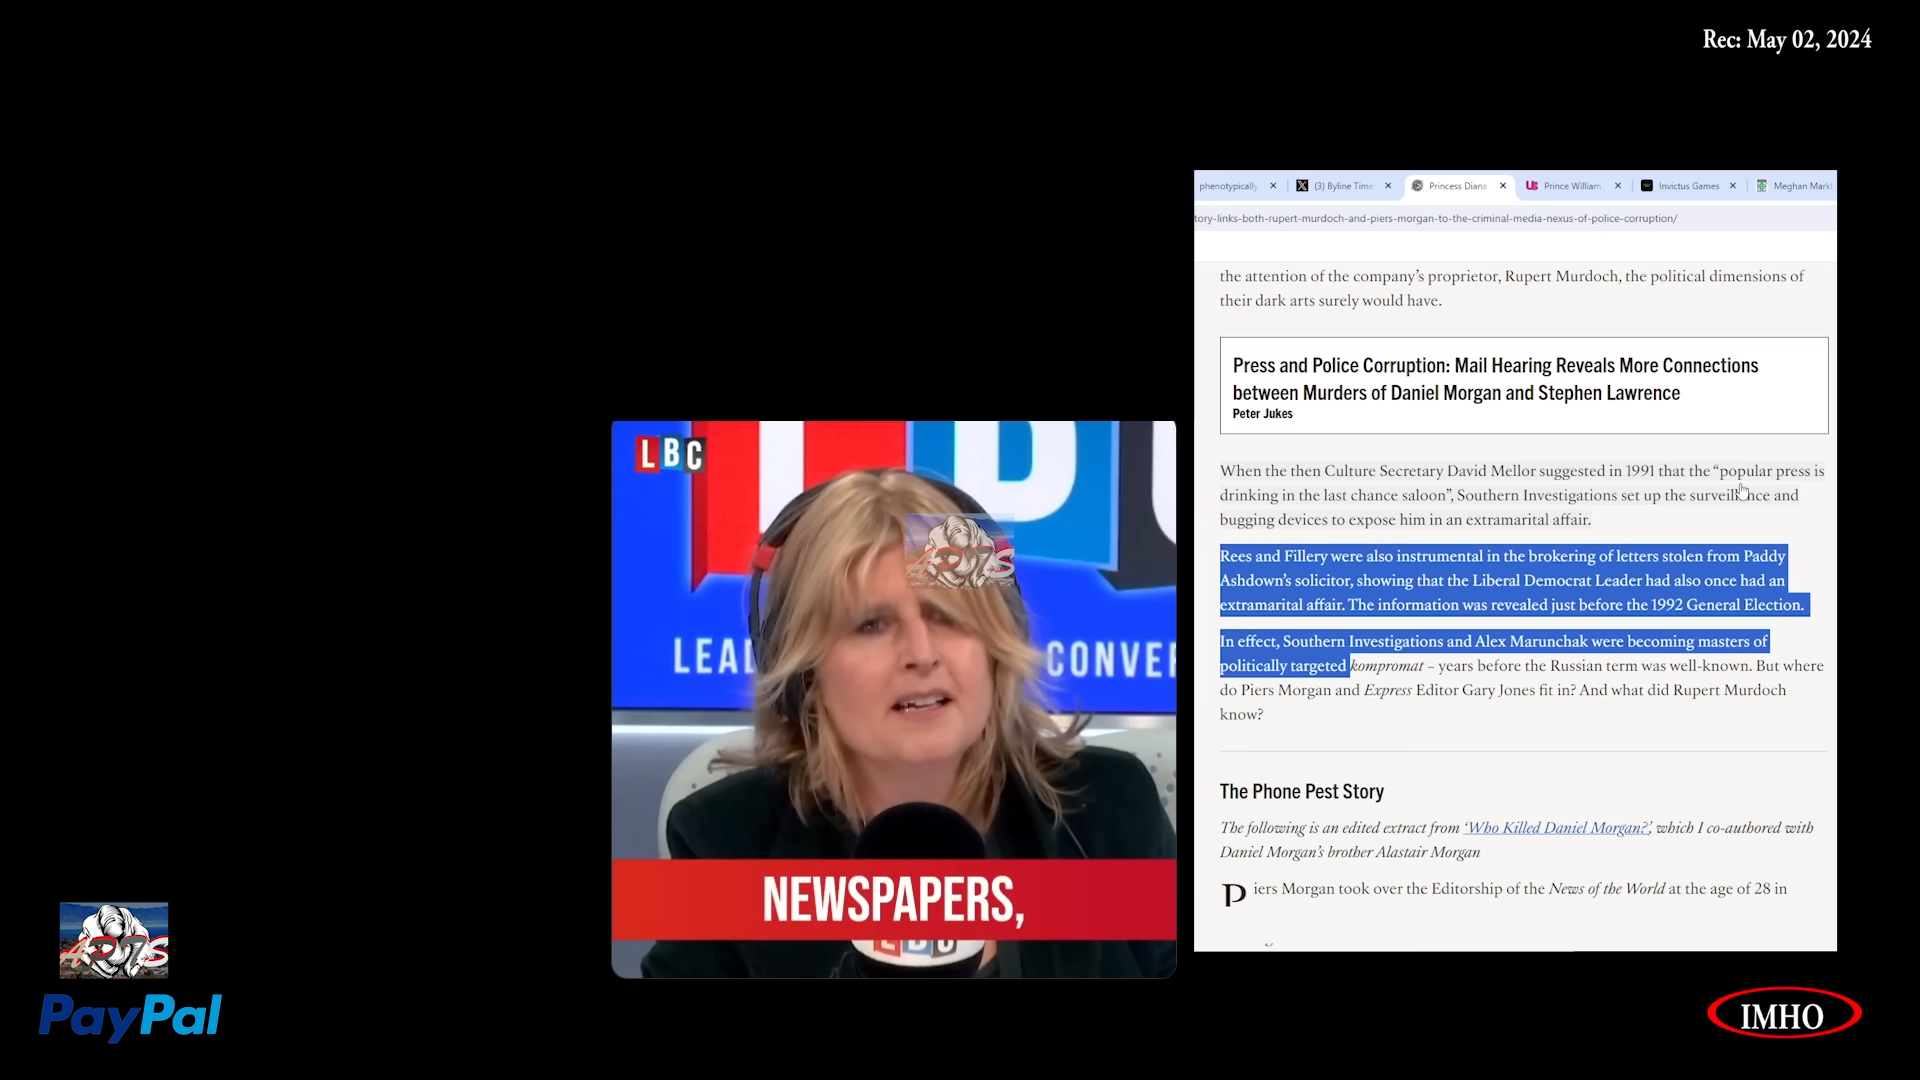 Rec: May 02, 2024
phenotypically
(3) Byline Time
Princess Diana
Prince William
Invictus Games
Meghan Markl
tory-links-both-rupert-murdoch-and-piers-morgan-to-the-criminal-media-nexus-of-police-corruption/
the attention of the company’s proprietor, Rupert Murdoch, the political dimensions of
their dark arts surely would have.
Press and Police Corruption: Mail Hearing Reveals More Connections
between Murders of Daniel Morgan and Stephen Lawrence
Peter Jukes
When the then Culture Secretary David Mellor suggested in 1991 that the “popular press is
drinking in the last chance saloon”, Southern Investigations set up the surveillance and
bugging devices to expose him in an extramarital affair.
Rees and Fillery were also instrumental in the brokering of letters stolen from Paddy
Ashdown’s solicitor, showing that the Liberal Democrat Leader had also once had an
extramarital affair. The information was revealed just before the 1992 General Election.
In effect, Southern Investigations and Alex Marunchak were becoming masters of
politically targeted kompromat – years before the Russian term was well-known. But where
do Piers Morgan and Express Editor Gary Jones fit in? And what did Rupert Murdoch
know?
The Phone Pest Story
The following is an edited extract from ‘Who Killed Daniel Morgan?’, which I co-authored with
Daniel Morgan’s brother Alastair Morgan
Piers Morgan took over the Editorship of the News of the World at the age of 28 in
LBC
LEA
CONVE
NEWSPAPERS,
LBC
PayPal
IMHO